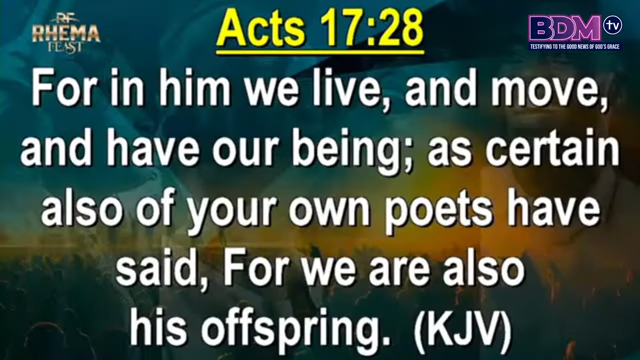 RF
RHEMA
FEAST
BDM tv
TESTIFYING TO THE GOOD NEWS OF GOD'S GRACE
Acts 17:28
For in him we live, and move,
and have our being; as certain
also of your own poets have
said, For we are also
his offspring. (KJV)